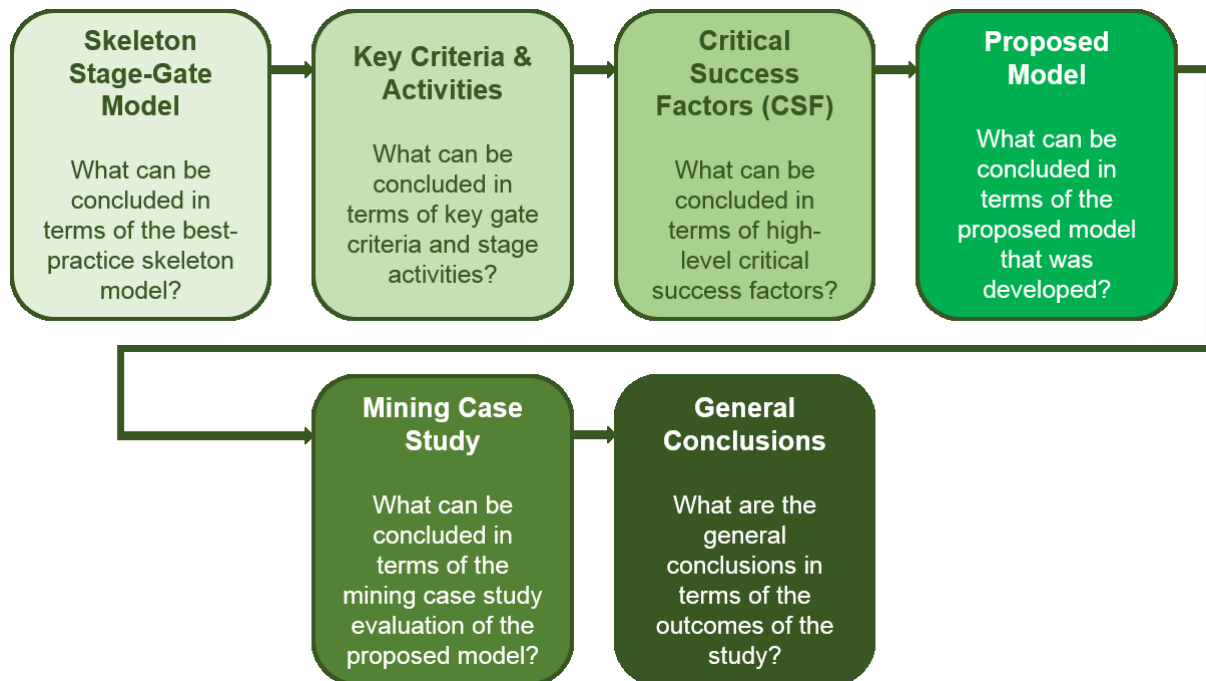 Skeleton
Stage-Gate
Model
What can be
concluded in
terms of the best-
practice skeleton
model?
Key Criteria &
Activities
What can be
concluded in
terms of key gate
criteria and stage
activities?
Critical
Success
Factors (CSF)
What can be
concluded in
terms of high-
level critical
success factors?
Proposed
Model
What can be
concluded in
terms of the
proposed model
that was
developed?
Mining Case
Study
What can be
concluded in
terms of the
mining case study
evaluation of the
proposed model?
General
Conclusions
What are the
general
conclusions in
terms of the
outcomes of the
study?